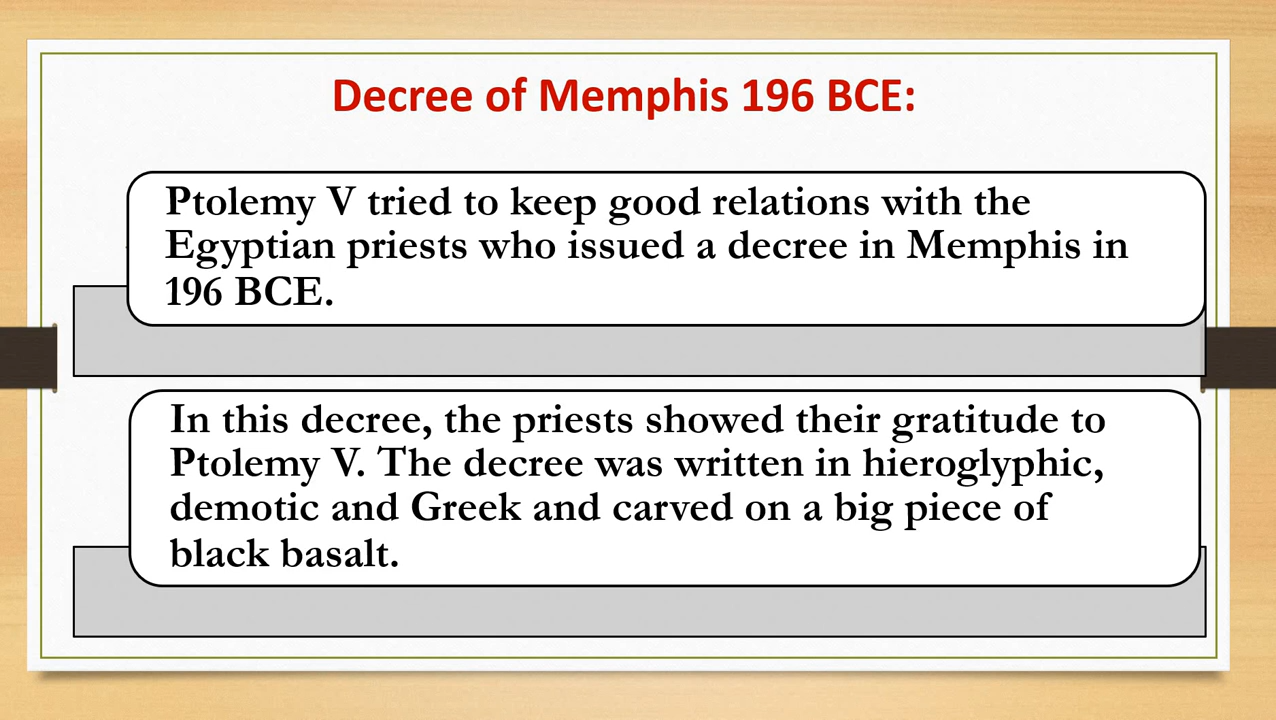 Decree of Memphis 196 BCE:
Ptolemy V tried to keep good relations with the
Egyptian priests who issued a decree in Memphis in
196 BCE.
In this decree, the priests showed their gratitude to
Ptolemy V. The decree was written in hieroglyphic,
demotic and Greek and carved on a big piece of
black basalt.